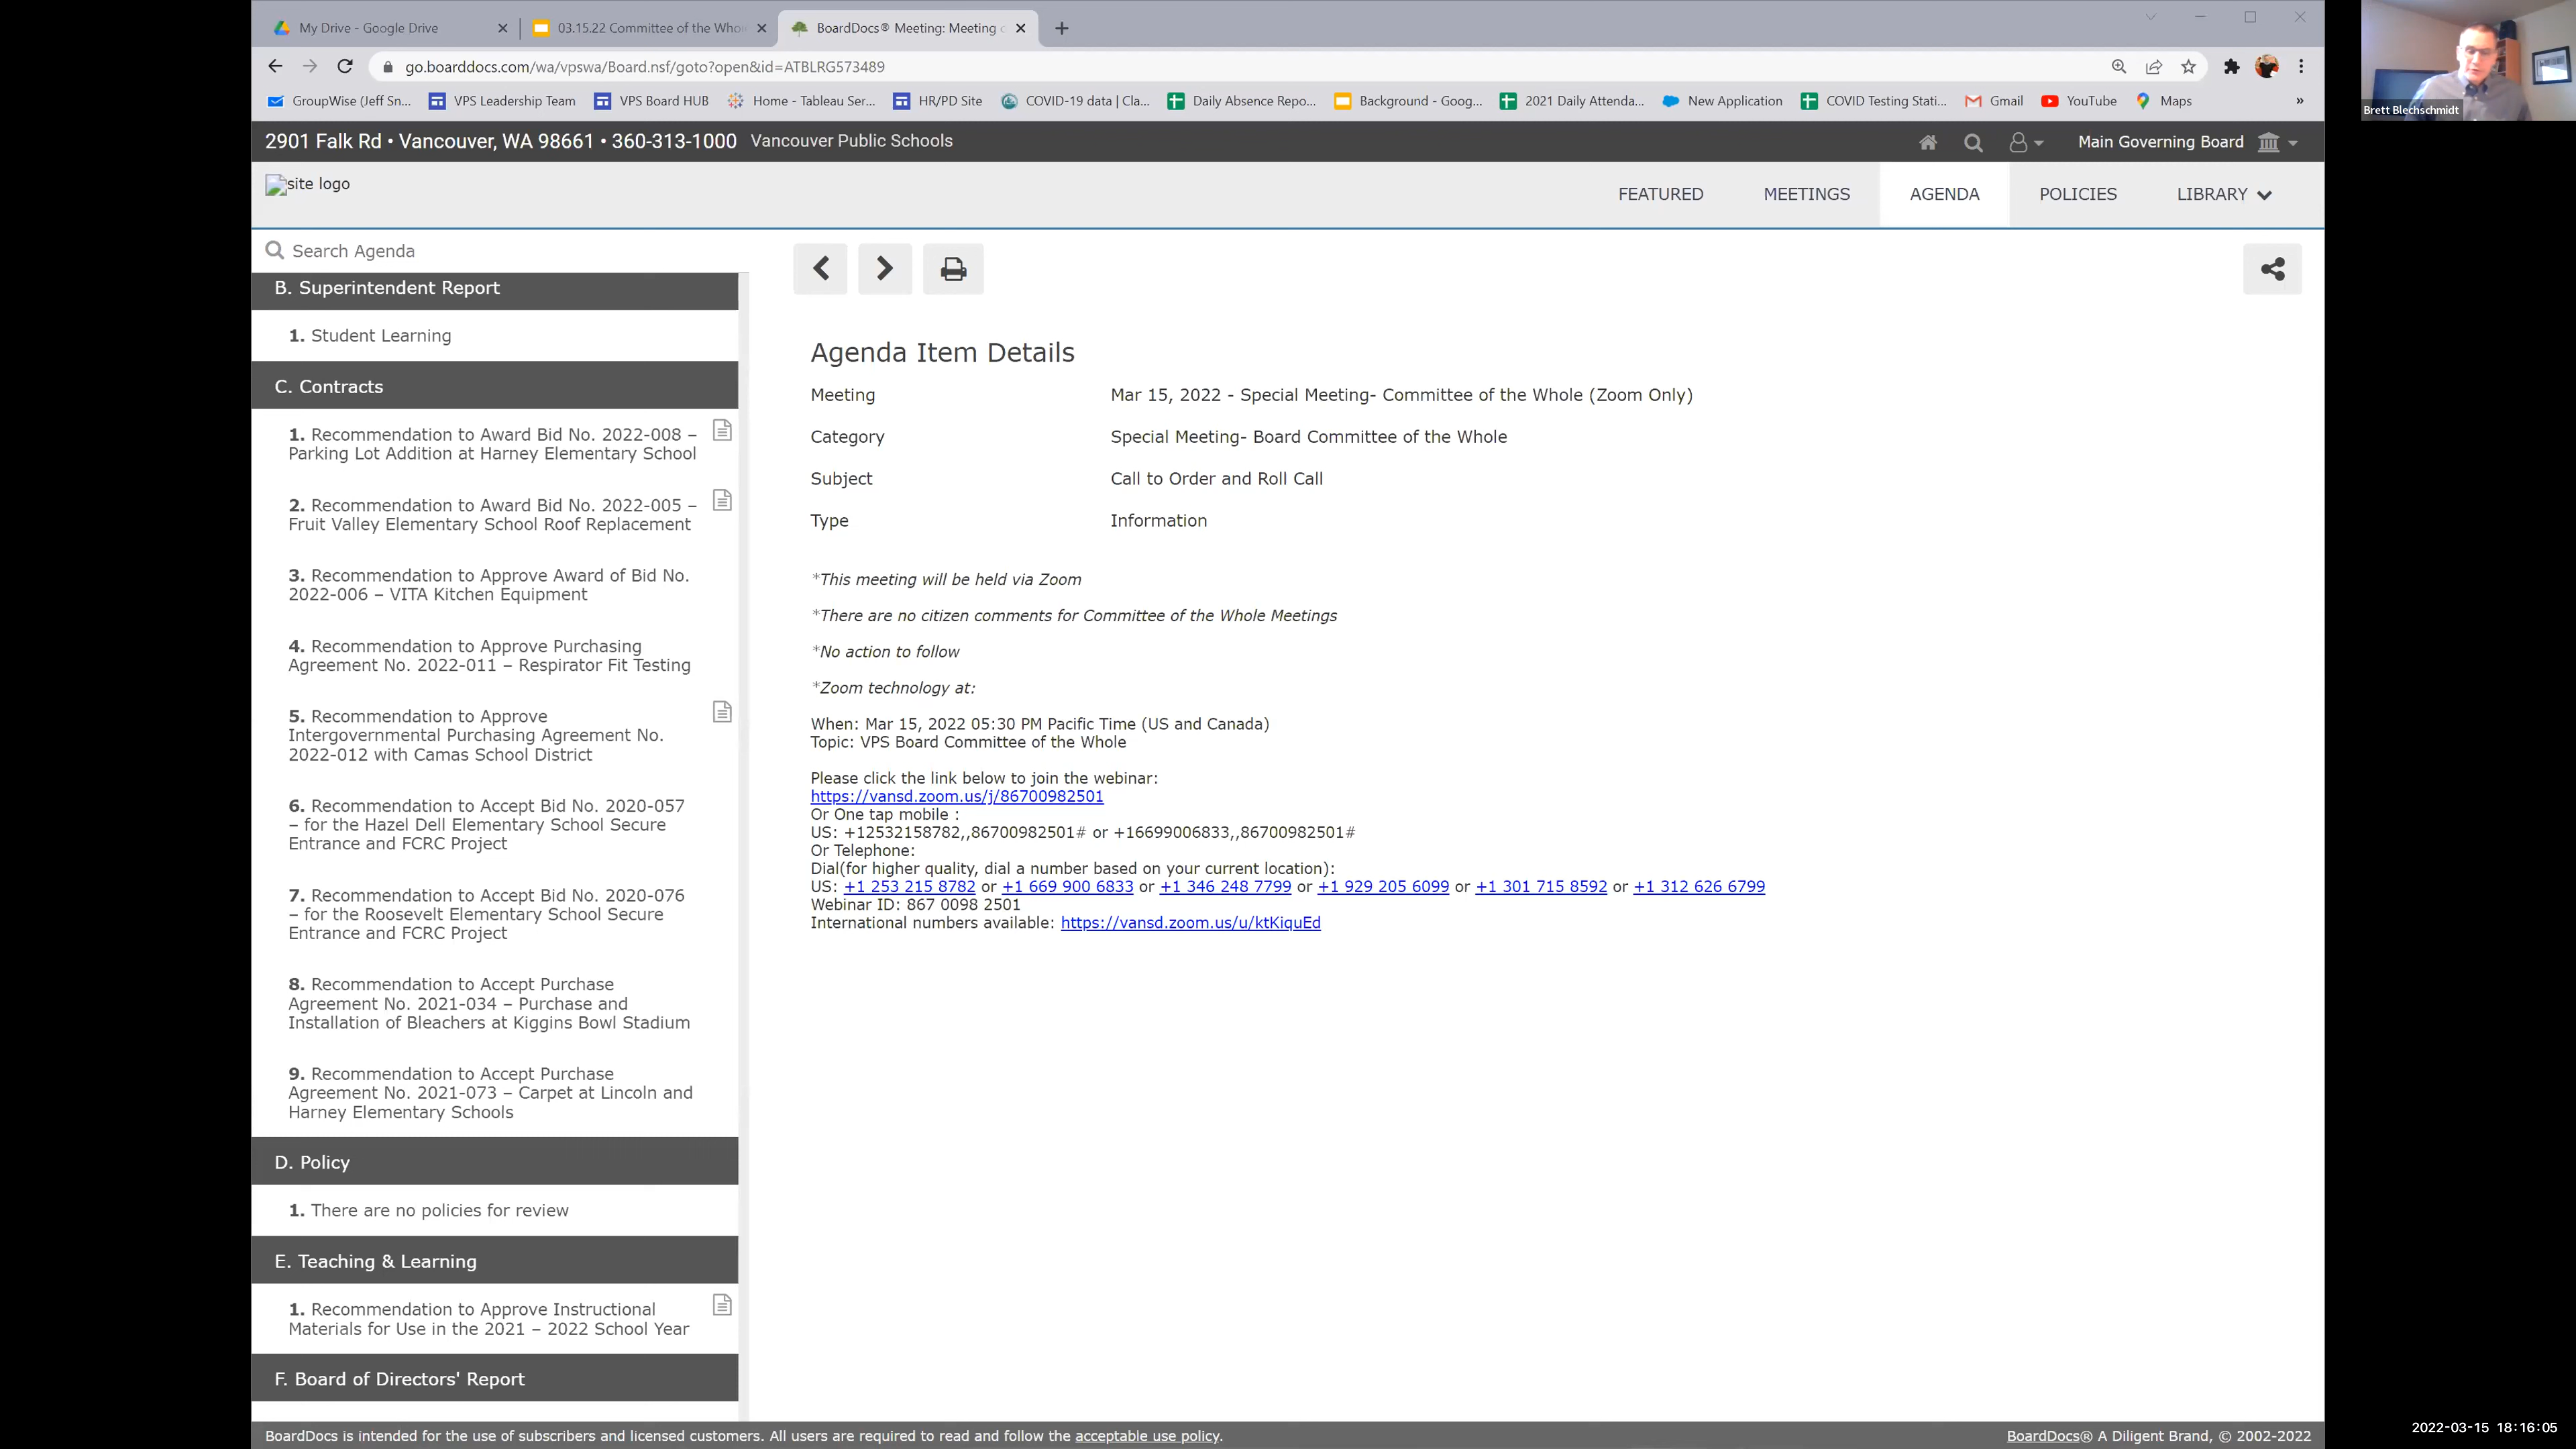 My Drive - Google Drive
03.15.22 Committee of the Whol
BoardDocs® Meeting: Meeting o
go.boarddocs.com/wa/vpswa/Board.nsf/goto?open&id=ATBLRG573489
GroupWise (Jeff Sn...
VPS Leadership Team
VPS Board HUB
Home - Tableau Ser...
HR/PD Site
COVID-19 data | Cla...
Daily Absence Repo...
Background - Goog...
2021 Daily Attenda...
New Application
COVID Testing Stati...
Gmail
YouTube
Maps
»
Brett Blechschmidt
2901 Falk Rd • Vancouver, WA 98661 • 360-313-1000 Vancouver Public Schools
Main Governing Board
site logo
FEATURED
MEETINGS
AGENDA
POLICIES
LIBRARY
Search Agenda
B. Superintendent Report
1. Student Learning
C. Contracts
1. Recommendation to Award Bid No. 2022-008 –
Parking Lot Addition at Harney Elementary School
2. Recommendation to Award Bid No. 2022-005 –
Fruit Valley Elementary School Roof Replacement
3. Recommendation to Approve Award of Bid No.
2022-006 – VITA Kitchen Equipment
4. Recommendation to Approve Purchasing
Agreement No. 2022-011 – Respirator Fit Testing
5. Recommendation to Approve
Intergovernmental Purchasing Agreement No.
2022-012 with Camas School District
6. Recommendation to Accept Bid No. 2020-057
– for the Hazel Dell Elementary School Secure
Entrance and FCRC Project
7. Recommendation to Accept Bid No. 2020-076
– for the Roosevelt Elementary School Secure
Entrance and FCRC Project
8. Recommendation to Accept Purchase
Agreement No. 2021-034 – Purchase and
Installation of Bleachers at Kiggins Bowl Stadium
9. Recommendation to Accept Purchase
Agreement No. 2021-073 – Carpet at Lincoln and
Harney Elementary Schools
D. Policy
1. There are no policies for review
E. Teaching & Learning
1. Recommendation to Approve Instructional
Materials for Use in the 2021 – 2022 School Year
F. Board of Directors' Report
Agenda Item Details
Meeting Mar 15, 2022 - Special Meeting- Committee of the Whole (Zoom Only)
Category Special Meeting- Board Committee of the Whole
Subject Call to Order and Roll Call
Type Information
*This meeting will be held via Zoom
*There are no citizen comments for Committee of the Whole Meetings
*No action to follow
*Zoom technology at:
When: Mar 15, 2022 05:30 PM Pacific Time (US and Canada)
Topic: VPS Board Committee of the Whole
Please click the link below to join the webinar:
https://vansd.zoom.us/j/86700982501
Or One tap mobile :
US: +12532158782,,86700982501# or +16699006833,,86700982501#
Or Telephone:
Dial(for higher quality, dial a number based on your current location):
US: +1 253 215 8782 or +1 669 900 6833 or +1 346 248 7799 or +1 929 205 6099 or +1 301 715 8592 or +1 312 626 6799
Webinar ID: 867 0098 2501
International numbers available: https://vansd.zoom.us/u/ktKiquEd
BoardDocs is intended for the use of subscribers and licensed customers. All users are required to read and follow the acceptable use policy.
BoardDocs® A Diligent Brand, © 2002-2022
2022-03-15 18:16:05